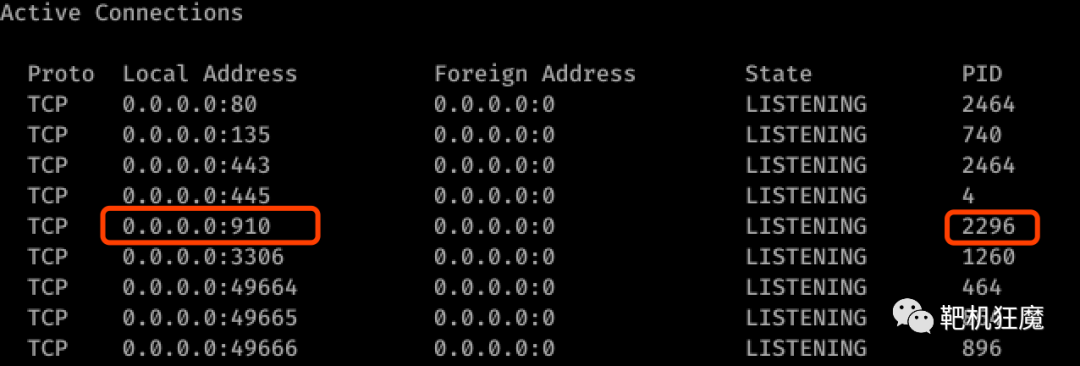 Active Connections
Proto Local Address Foreign Address State PID
TCP 0.0.0.0:80 0.0.0.0:0 LISTENING 2464
TCP 0.0.0.0:135 0.0.0.0:0 LISTENING 740
TCP 0.0.0.0:443 0.0.0.0:0 LISTENING 2464
TCP 0.0.0.0:445 0.0.0.0:0 LISTENING 4
TCP 0.0.0.0:910 0.0.0.0:0 LISTENING 2296
TCP 0.0.0.0:3306 0.0.0.0:0 LISTENING 1260
TCP 0.0.0.0:49664 0.0.0.0:0 LISTENING 464
TCP 0.0.0.0:49665 0.0.0.0:0 LISTENING
靶机狂魔
TCP 0.0.0.0:49666 0.0.0.0:0 LISTENING 896